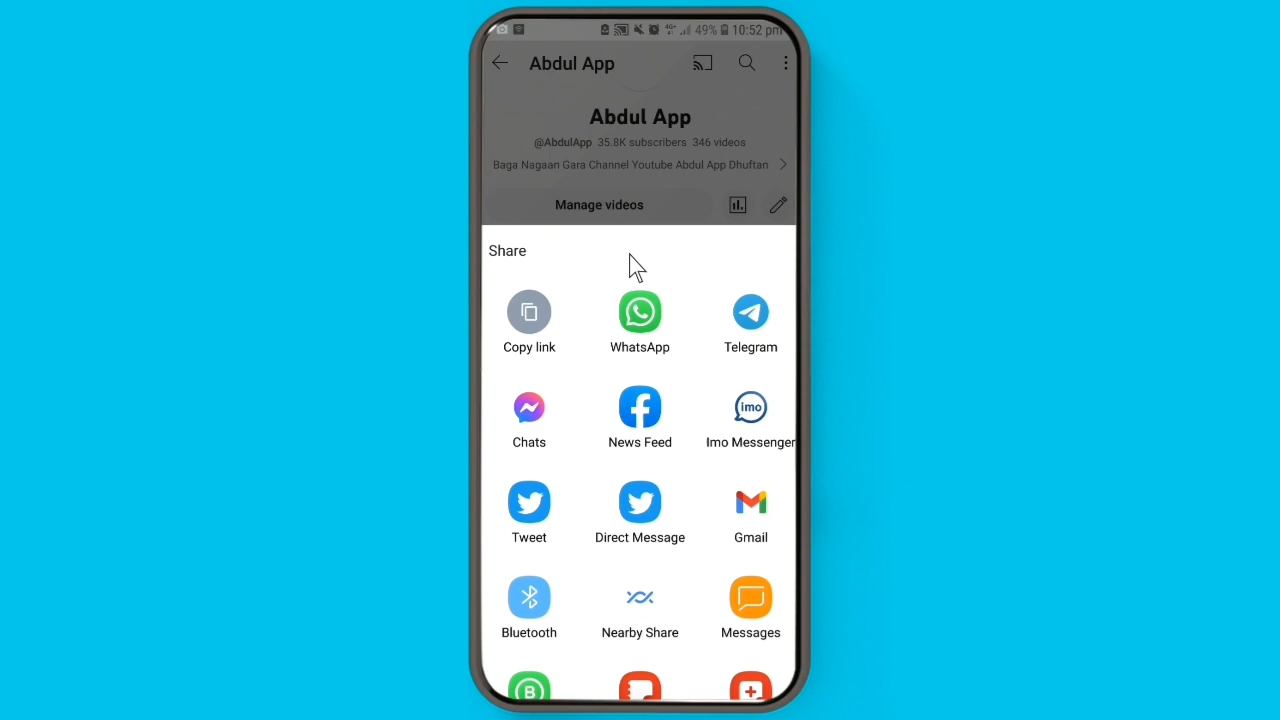 4G+ 49% 10:52 pm
Abdul App
Abdul App
@AbdulApp 35.8K subscribers 346 videos
Baga Nagaan Gara Channel Youtube Abdul App Dhuftan
Manage videos
Share
Copy link WhatsApp Telegram
imo
Chats News Feed Imo Messenger
Tweet Direct Message Gmail
Bluetooth Nearby Share Messages
B